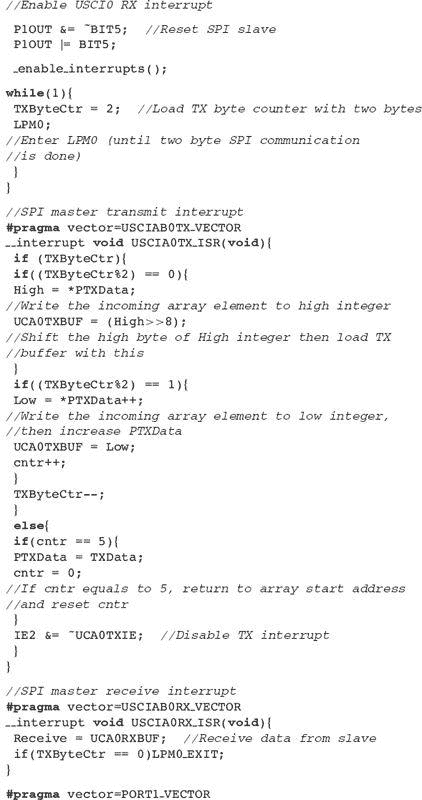 //Enable USCI0 RX interrupt
P1OUT &= ~BIT5; //Reset SPI slave
P1OUT |= BIT5;
_enable_interrupts();
while(1){
TXByteCtr = 2; //Load TX byte counter with two bytes
LPM0;
//Enter LPM0 (until two byte SPI communication
//is done)
}
}
//SPI master transmit interrupt
#pragma vector=USCIAB0TX_VECTOR
__interrupt void USCIA0TX_ISR(void){
if (TXByteCtr){
if((TXByteCtr%2) == 0){
High = *PTXData;
//Write the incoming array element to high integer
UCA0TXBUF = (High>>8);
//Shift the high byte of High integer then load TX
//buffer with this
}
if((TXByteCtr%2) == 1){
Low = *PTXData++;
//Write the incoming array element to low integer,
//then increase PTXData
UCA0TXBUF = Low;
cntr++;
}
TXByteCtr--;
}
else{
if(cntr == 5){
PTXData = TXData;
cntr = 0;
//If cntr equals to 5, return to array start address
//and reset cntr
}
IE2 &= ~UCA0TXIE; //Disable TX interrupt
}
}
//SPI master receive interrupt
#pragma vector=USCIAB0RX_VECTOR
__interrupt void USCIA0RX_ISR(void){
Receive = UCA0RXBUF; //Receive data from slave
if(TXByteCtr == 0)LPM0_EXIT;
}
#pragma vector=PORT1_VECTOR